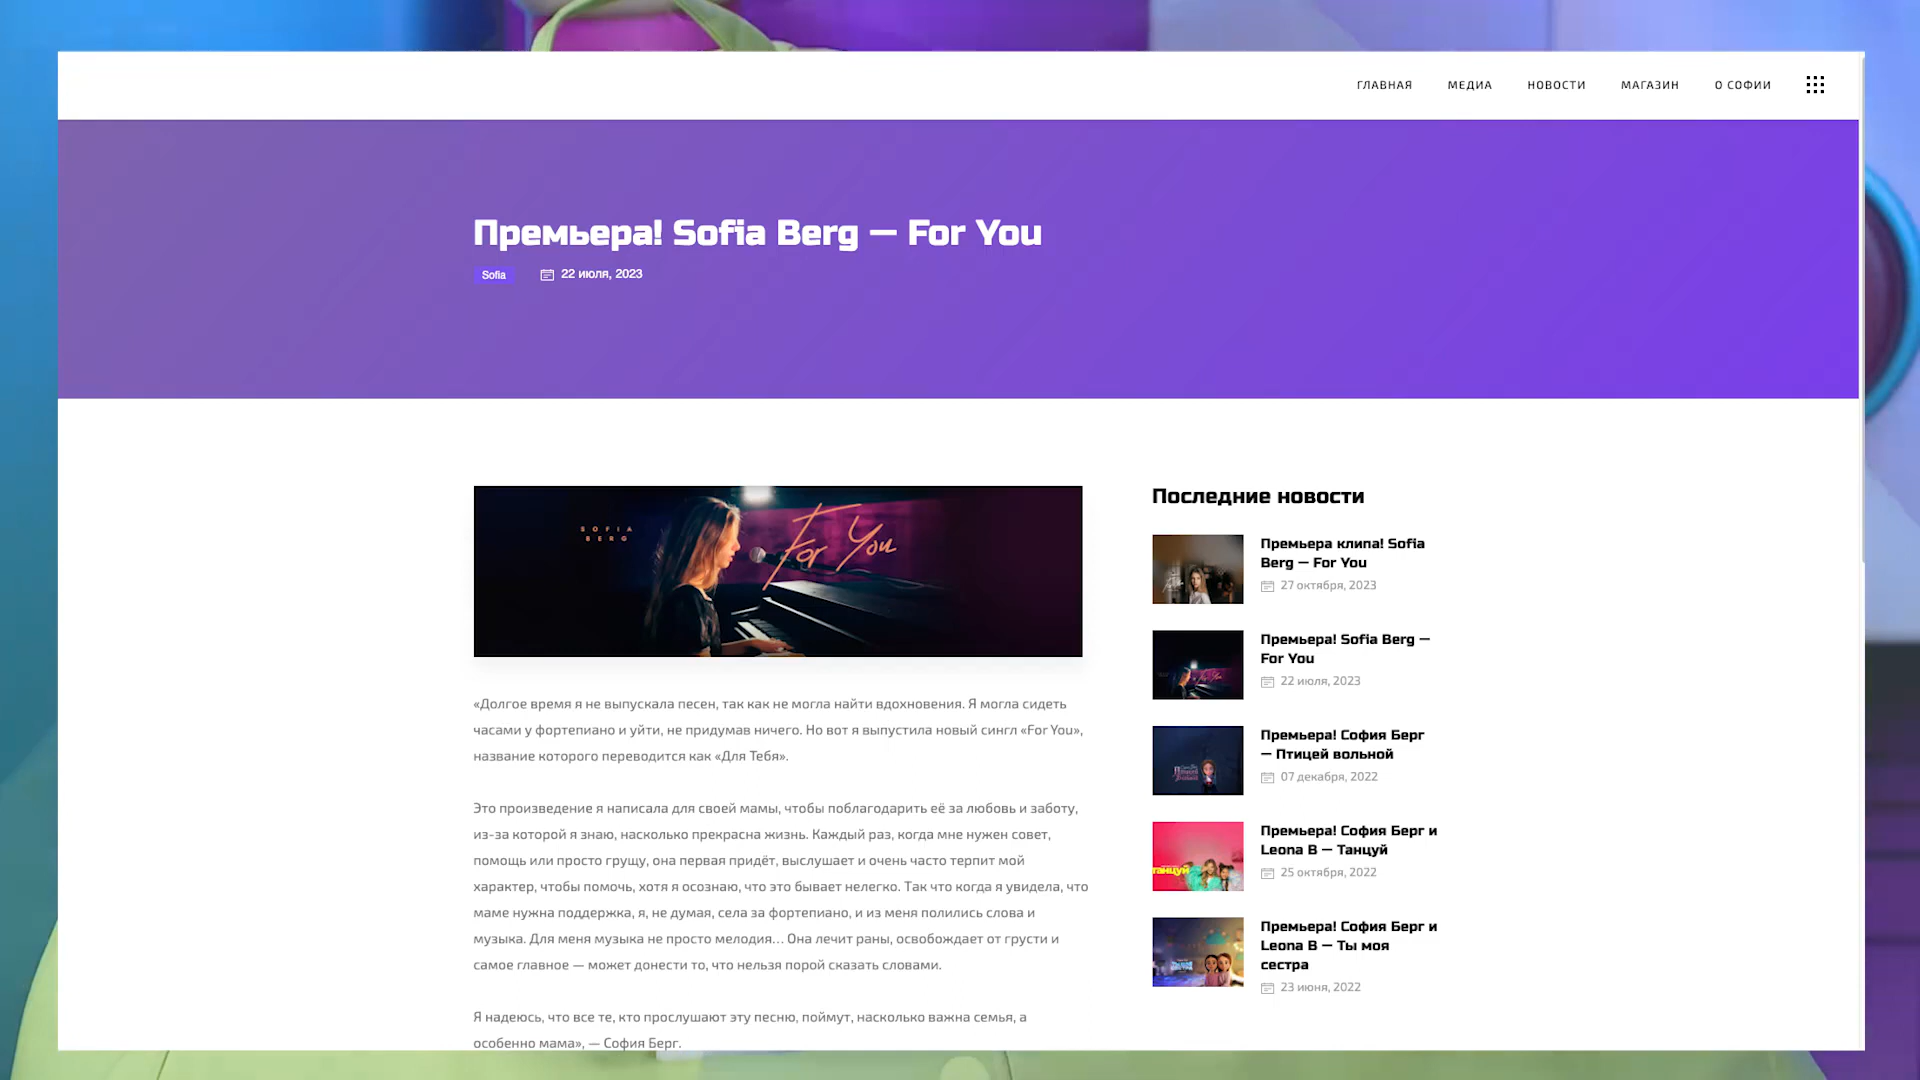 ГЛАВНАЯ МЕДИА НОВОСТИ МАГАЗИН О СОФИИ
Премьера! Sofia Berg — For You
Sofia 22 июля, 2023
SOFIA
BERG
For You
«Долгое время я не выпускала песен, так как не могла найти вдохновения. Я могла сидеть
часами у фортепиано и уйти, не придумав ничего. Но вот я выпустила новый сингл «For You»,
название которого переводится как «Для Тебя».
Это произведение я написала для своей мамы, чтобы поблагодарить её за любовь и заботу,
из-за которой я знаю, насколько прекрасна жизнь. Каждый раз, когда мне нужен совет,
помощь или просто грущу, она первая придёт, выслушает и очень часто терпит мой
характер, чтобы помочь, хотя я осознаю, что это бывает нелегко. Так что когда я увидела, что
маме нужна поддержка, я, не думая, села за фортепиано, и из меня полились слова и
музыка. Для меня музыка не просто мелодия... Она лечит раны, освобождает от грусти и
самое главное — может донести то, что нельзя порой сказать словами.
Я надеюсь, что все те, кто прослушают эту песню, поймут, насколько важна семья, а
особенно мама», — София Берг.
Последние новости
Премьера клипа! Sofia
Berg — For You
27 октября, 2023
Премьера! Sofia Berg —
For You
22 июля, 2023
For You
Премьера! София Берг
— Птицей вольной
07 декабря, 2022
Премьера! София Берг и
Leona B — Танцуй
25 октября, 2022
танцуй
Премьера! София Берг и
Leona B — Ты моя
сестра
23 июня, 2022